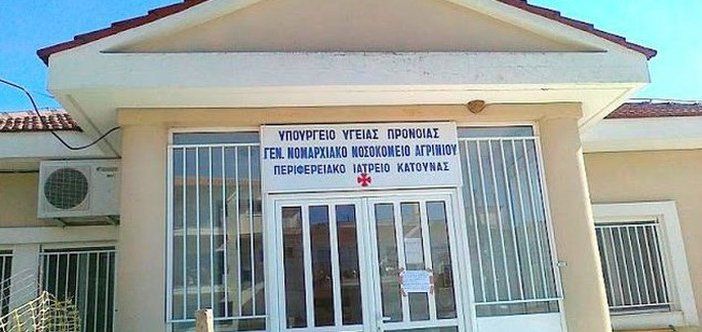 ΥΠΟΥΡΓΕΙΟ ΥΓΕΙΑΣ ΠΡΟΝΟΙΑΣ
ΓΕΝ. ΝΟΜΑΡΧΙΑΚΟ ΝΟΣΟΚΟΜΕΙΟ ΑΓΡΙΝΙΟΥ
ΠΕΡΙΦΕΡΕΙΑΚΟ ΙΑΤΡΕΙΟ ΚΑΤΟΥΝΑΣ